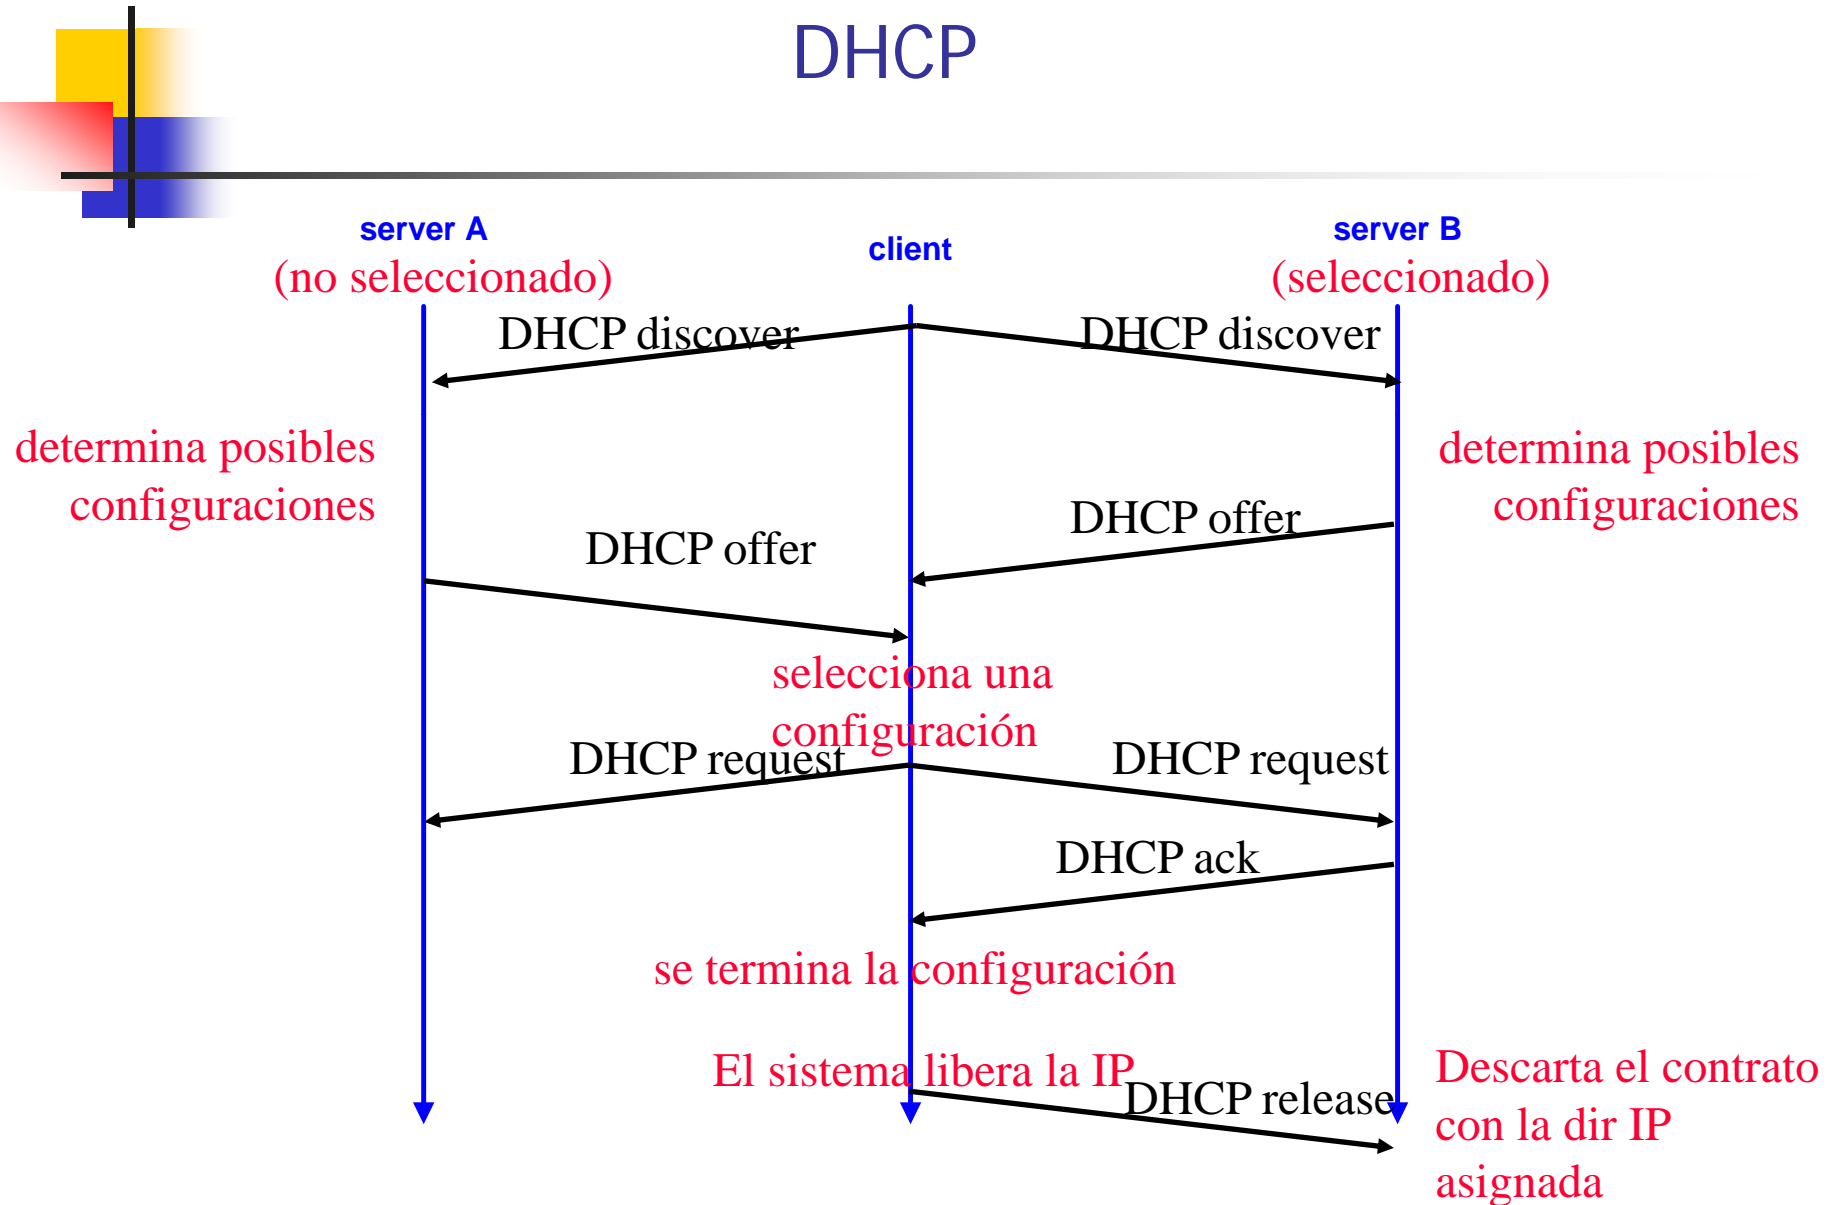 DHCP
server A
(no seleccionado)
client
server B
(seleccionado)
DHCP discover
DHCP discover
determina posibles
configuraciones
determina posibles
configuraciones
DHCP offer
DHCP offer
selecciona una
configuración
DHCP request
DHCP request
DHCP ack
se termina la configuración
El sistema libera la IP
DHCP release
Descarta el contrato
con la dir IP
asignada